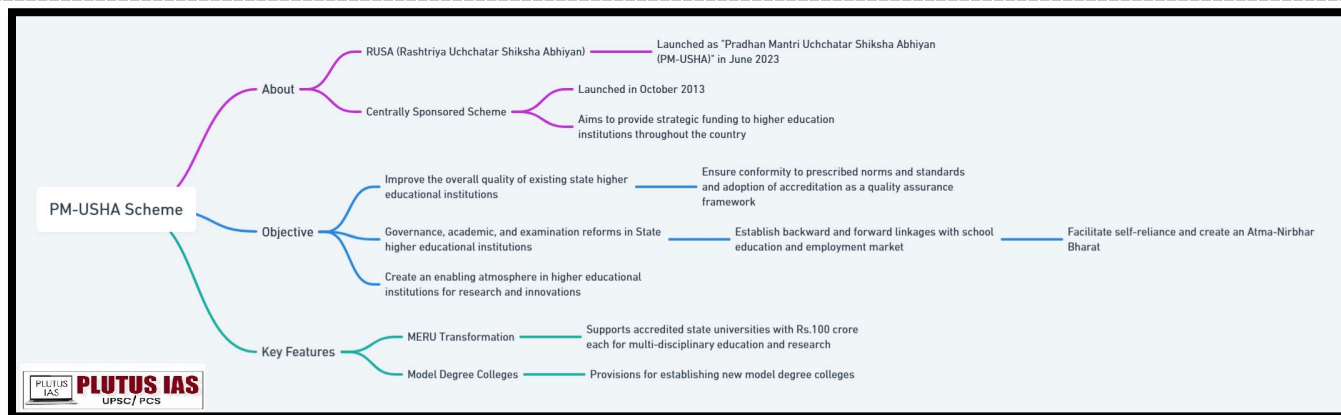 PM-USHA Scheme
About
RUSA (Rashtriya Uchchatar Shiksha Abhiyan)
Launched as "Pradhan Mantri Uchchatar Shiksha Abhiyan
(PM-USHA)" in June 2023
Centrally Sponsored Scheme
Launched in October 2013
Aims to provide strategic funding to higher education
institutions throughout the country
Objective
Improve the overall quality of existing state higher
educational institutions
Ensure conformity to prescribed norms and standards
and adoption of accreditation as a quality assurance
framework
Governance, academic, and examination reforms in State
higher educational institutions
Establish backward and forward linkages with school
education and employment market
Facilitate self-reliance and create an Atma-Nirbhar
Bharat
Create an enabling atmosphere in higher educational
institutions for research and innovations
Key Features
MERU Transformation
Supports accredited state universities with Rs.100 crore
each for multi-disciplinary education and research
Model Degree Colleges
Provisions for establishing new model degree colleges
PLUTUS
IAS
PLUTUS IAS
UPSC/ PCS